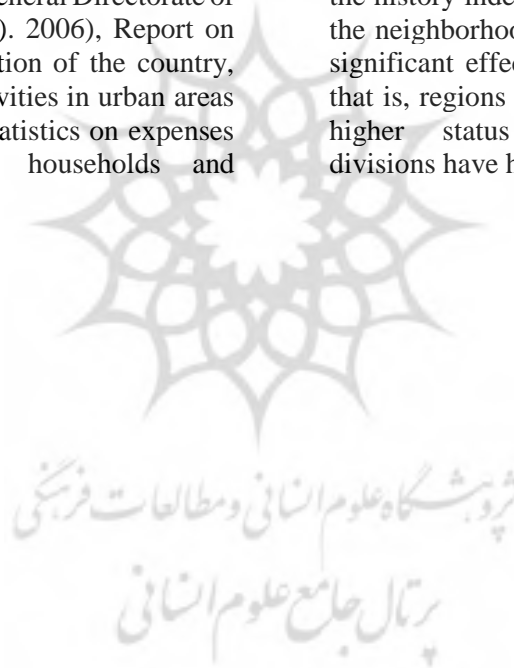 eneral Directorate of
). 2006), Report on
tion of the country,
vities in urban areas
tatistics on expenses
households and
the history inde
the neighborhoo
significant effec
that is, regions
higher status
divisions have h
پژوهشگاه علوم انسانی و مطالعات فرهنگی
پرتال جامع علوم انسانی